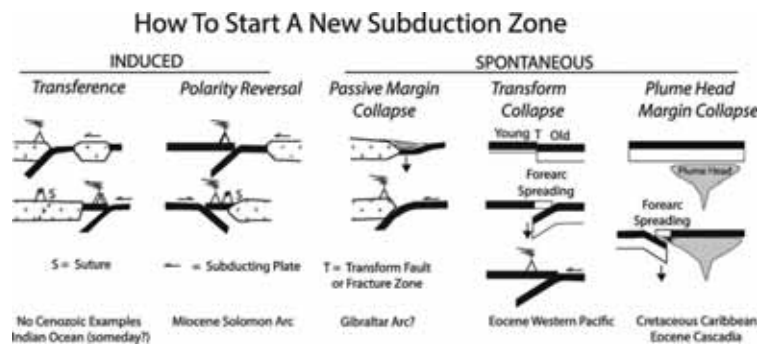 How To Start A New Subduction Zone
INDUCED
SPONTANEOUS
Transference
Polarity Reversal
Passive Margin
Collapse
Transform
Collapse
Plume Head
Margin Collapse
Young T Old
Plume Head
S
S
Forearc
Spreading
Forearc
Spreading
S = Suture
= Subducting Plate
T = Transform Fault
or Fracture Zone
No Cenozoic Examples
Indian Ocean (someday?)
Miocene Solomon Arc
Gibraltar Arc?
Eocene Western Pacific
Cretaceous Caribbean
Eocene Cascadia